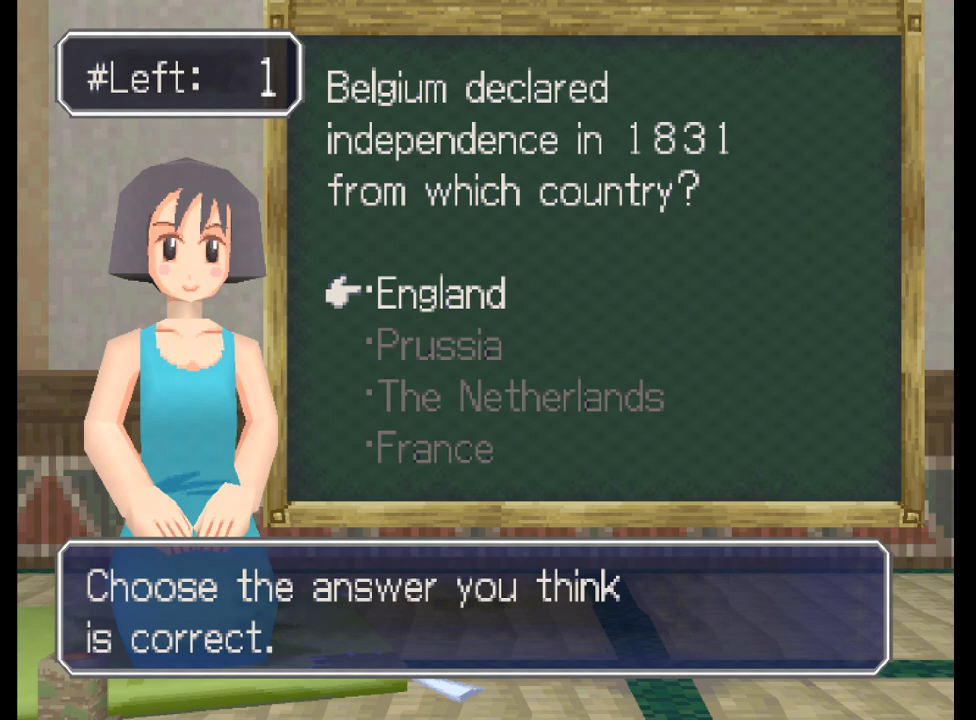 #Left: 1
Belgium declared
independence in 1831
from which country?
·England
·Prussia
·The Netherlands
·France
Choose the answer you think
is correct.